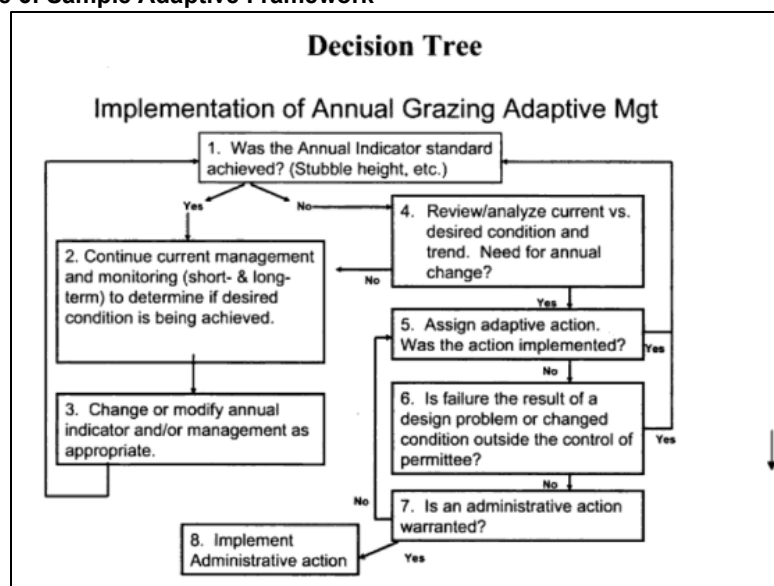 Sample Adaptive Framework
Decision Tree
Implementation of Annual Grazing Adaptive Mgt
1. Was the Annual Indicator standard
achieved? (Stubble height, etc.)
Yes
No
4. Review/analyze current vs.
desired condition and
trend. Need for annual
change?
No
Yes
2. Continue current management
and monitoring (short- & long-
term) to determine if desired
condition is being achieved.
5. Assign adaptive action.
Was the action implemented?
Yes
No
3. Change or modify annual
indicator and/or management as
appropriate.
6. Is failure the result of a
design problem or changed
condition outside the control of
permittee?
Yes
No
No
7. Is an administrative action
warranted?
Yes
8. Implement
Administrative action